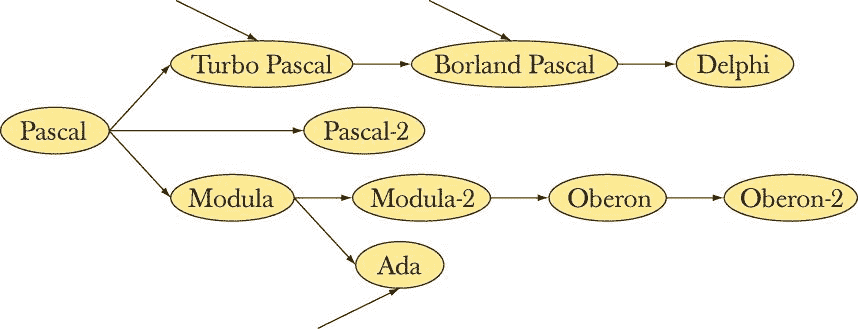 Turbo Pascal
Borland Pascal
Delphi
Pascal
Pascal-2
Modula
Modula-2
Oberon
Oberon-2
Ada